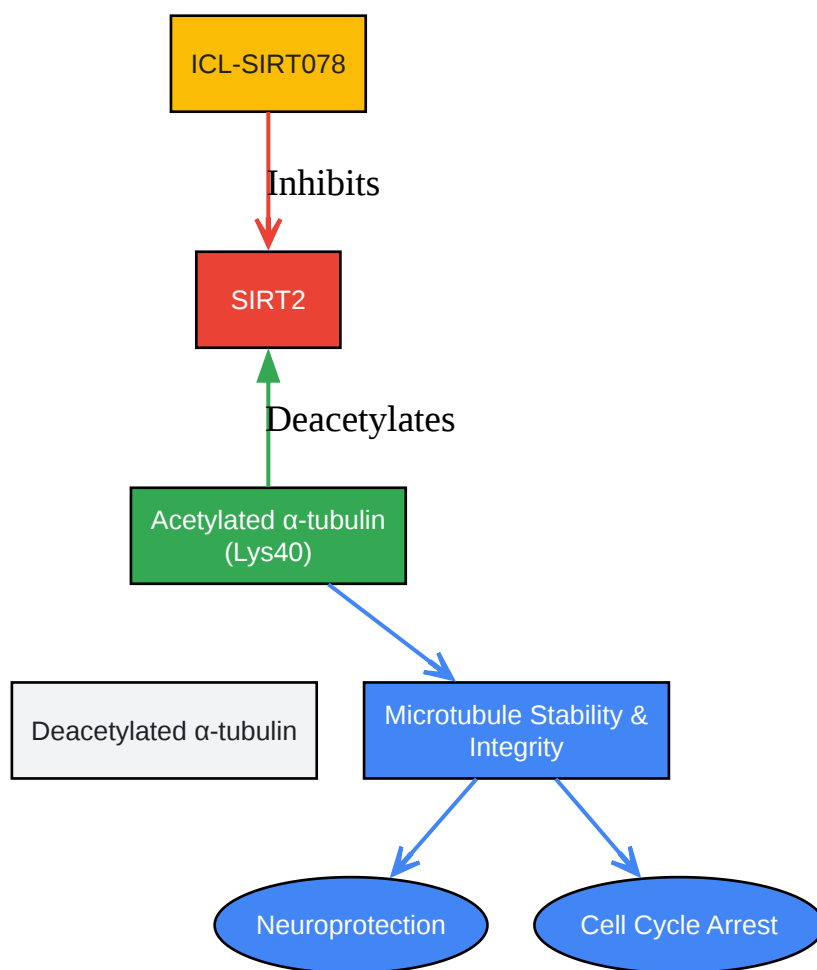 ICL-SIRT078
Inhibits
SIRT2
Deacetylates
Acetylated α-tubulin
(Lys40)
Deacetylated α-tubulin
Microtubule Stability &
Integrity
Neuroprotection
Cell Cycle Arrest